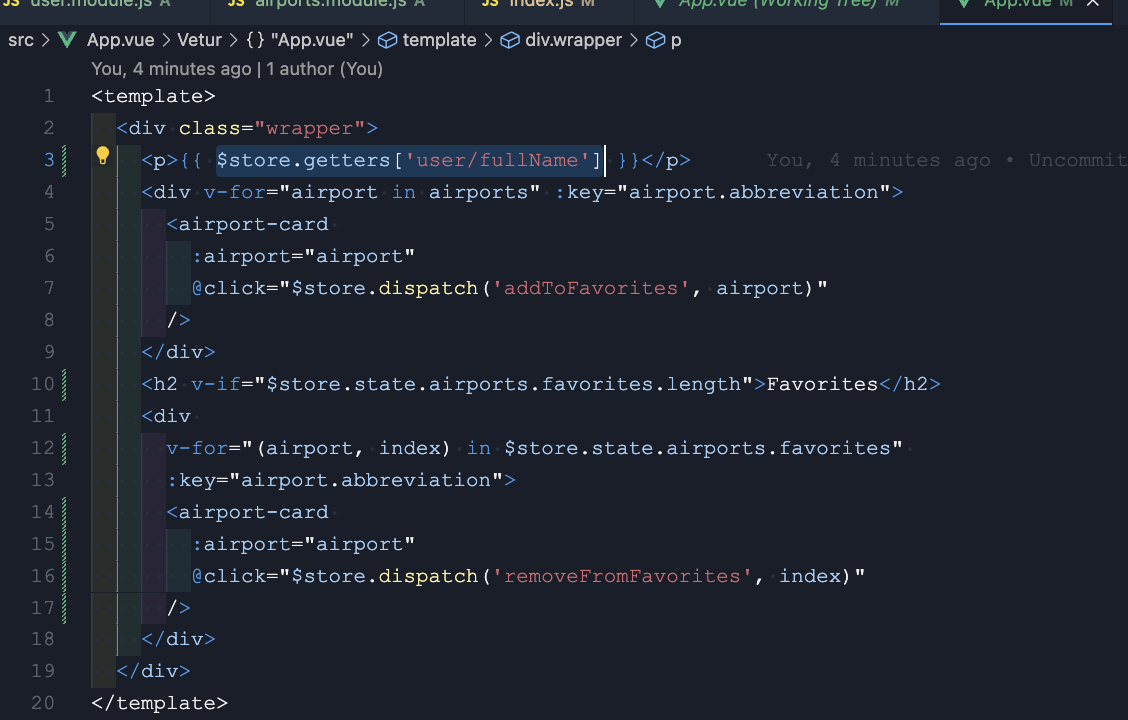 JS user.module.js A JS airports.module.js A JS index.js M App.vue (Working Tree) M App.vue M
src > App.vue > Vetur > {} "App.vue" > template > div.wrapper > p
You, 4 minutes ago | 1 author (You)
1 <template>
2 <div class="wrapper">
3 <p>{{ $store.getters['user/fullName'] }}</p> You, 4 minutes ago • Uncommit
4 <div v-for="airport in airports" :key="airport.abbreviation">
5 <airport-card
6 :airport="airport"
7 @click="$store.dispatch('addToFavorites', airport)"
8 />
9 </div>
10 <h2 v-if="$store.state.airports.favorites.length">Favorites</h2>
11 <div
12 v-for="(airport, index) in $store.state.airports.favorites"
13 :key="airport.abbreviation">
14 <airport-card
15 :airport="airport"
16 @click="$store.dispatch('removeFromFavorites', index)"
17 />
18 </div>
19 </div>
20 </template>